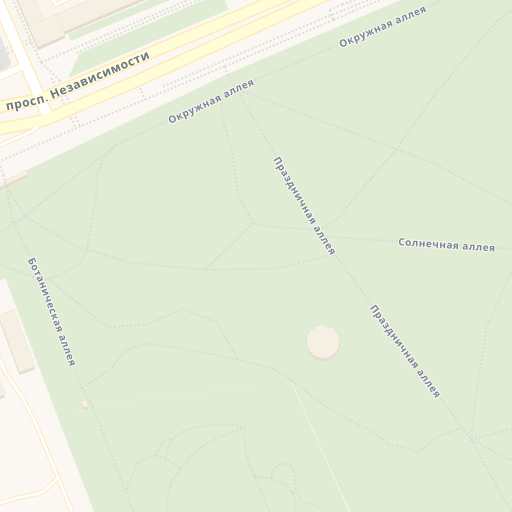 Окружная аллея
просп. Независимости
Окружная аллея
Праздничная аллея
Солнечная аллея
Ботаническая аллея
Праздничная аллея